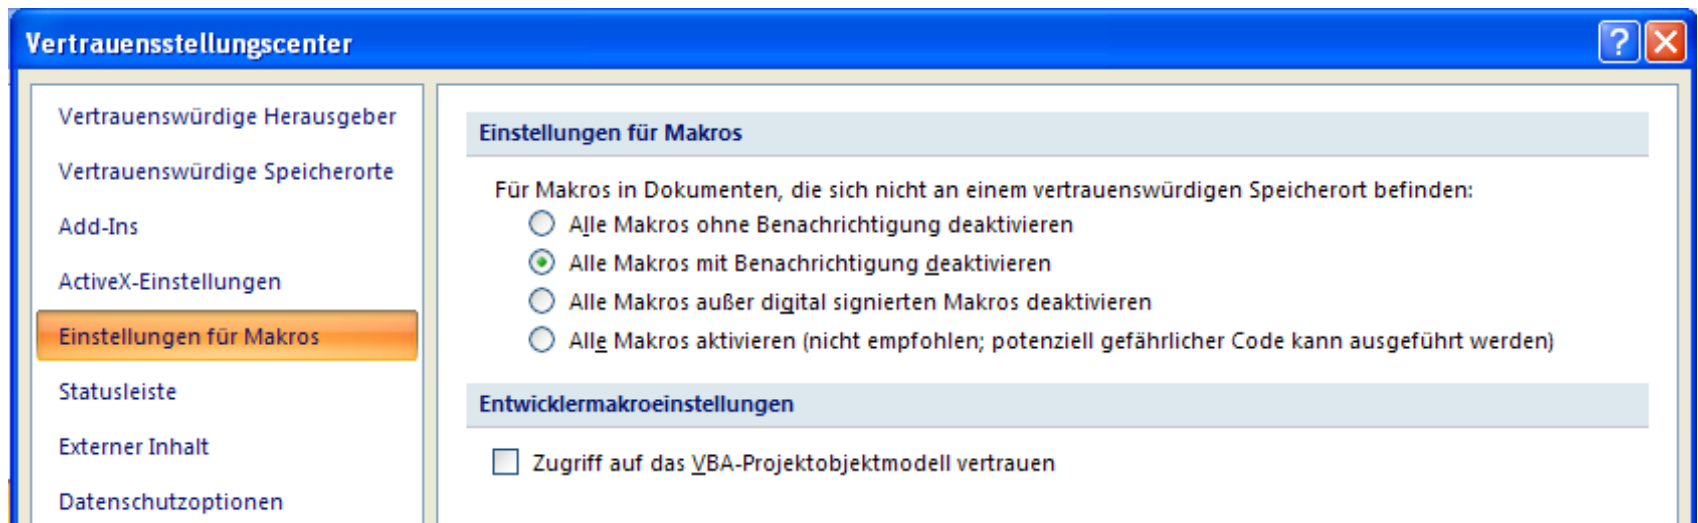 Vertrauensstellungscenter
?
Vertrauenswürdige Herausgeber
Vertrauenswürdige Speicherorte
Add-Ins
ActiveX-Einstellungen
Einstellungen für Makros
Statusleiste
Externer Inhalt
Datenschutzoptionen
Einstellungen für Makros
Für Makros in Dokumenten, die sich nicht an einem vertrauenswürdigen Speicherort befinden:
Alle Makros ohne Benachrichtigung deaktivieren
Alle Makros mit Benachrichtigung deaktivieren
Alle Makros außer digital signierten Makros deaktivieren
Alle Makros aktivieren (nicht empfohlen; potenziell gefährlicher Code kann ausgeführt werden)
Entwicklermakroeinstellungen
Zugriff auf das VBA-Projektobjektmodell vertrauen